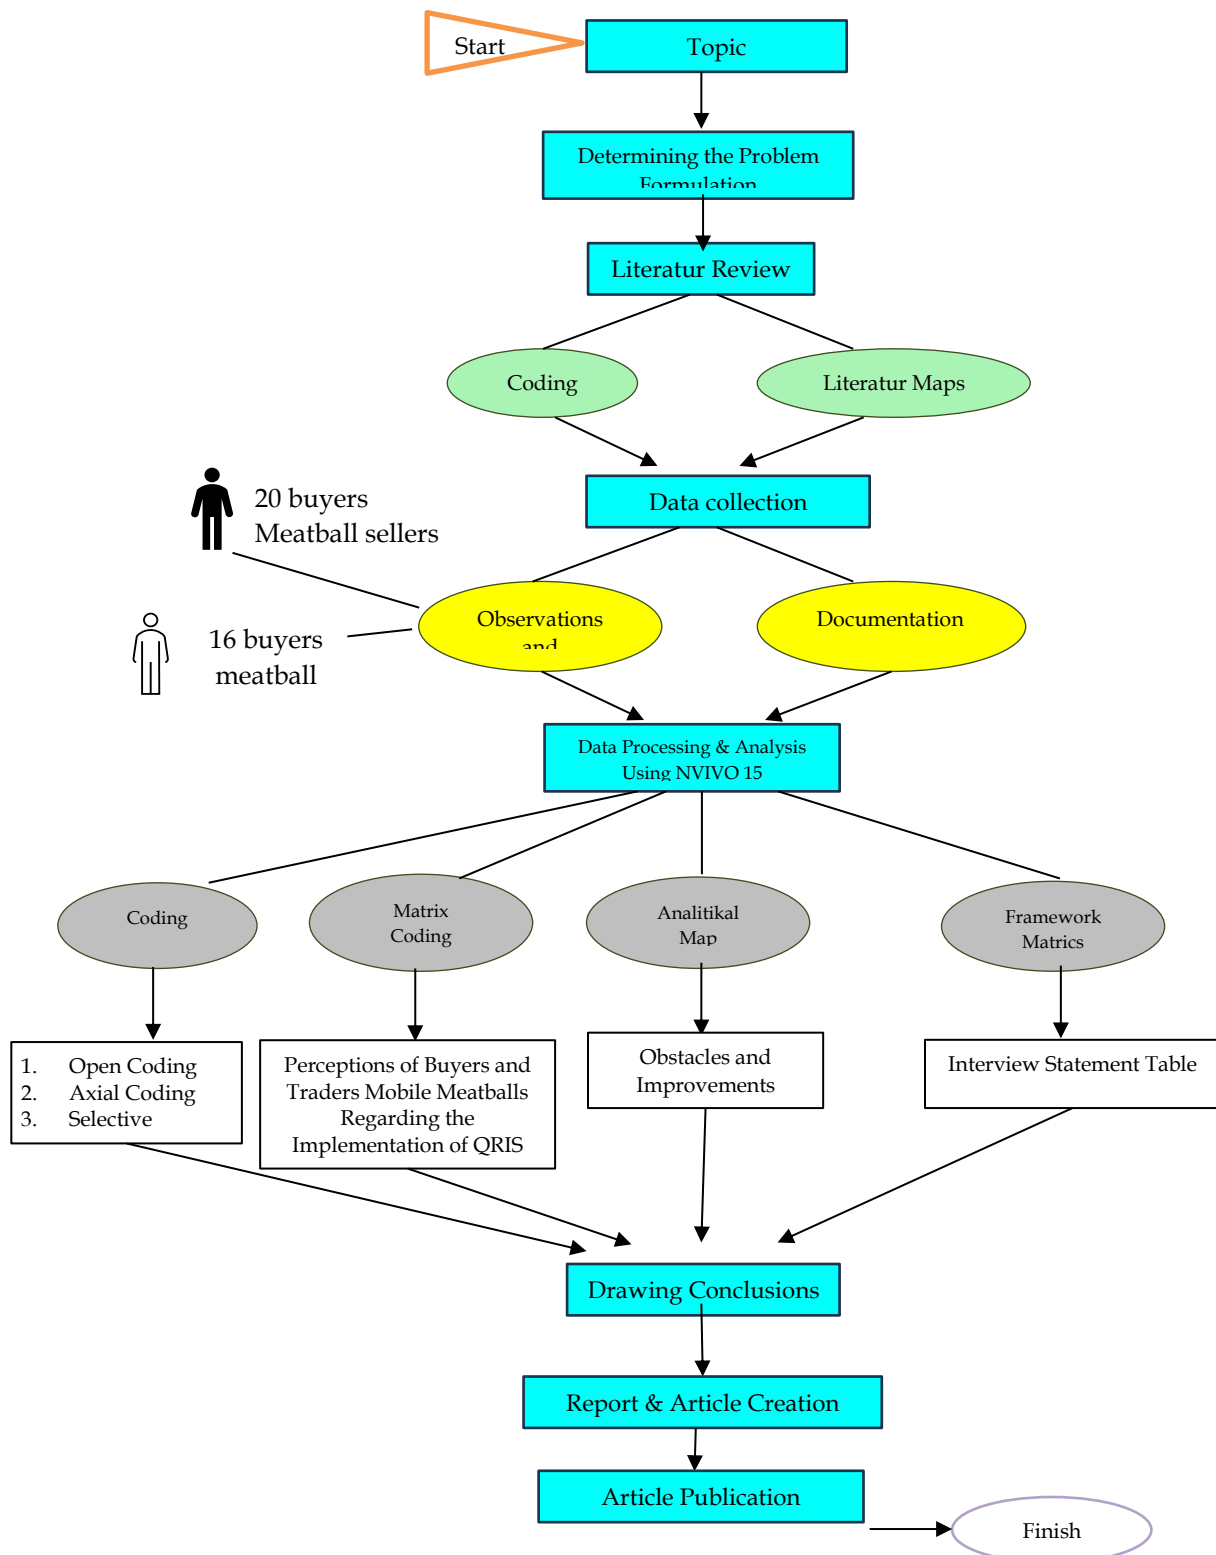 Start
Topic
Determining the Problem
Formulation
Literatur Review
Coding
Literatur Maps
Data collection
20 buyers
Meatball sellers
16 buyers
meatball
Observations
and
Documentation
Data Processing & Analysis
Using NVIVO 15
Coding
Matrix
Coding
Analitikal
Map
Framework
Matrics
1. Open Coding
2. Axial Coding
3. Selective
Perceptions of Buyers and
Traders Mobile Meatballs
Regarding the
Implementation of QRIS
Obstacles and
Improvements
Interview Statement Table
Drawing Conclusions
Report & Article Creation
Article Publication
Finish